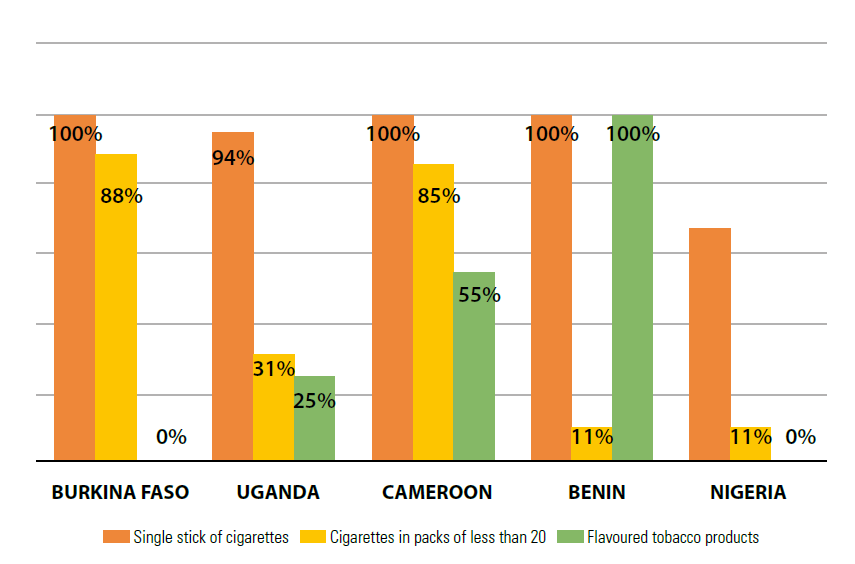 100% 94% 100% 100% 100%
88% 85%
55%
31%
25%
0% 11% 11% 0%
BURKINA FASO UGANDA CAMEROON BENIN NIGERIA
Single stick of cigarettes Cigarettes in packs of less than 20 Flavoured tobacco products